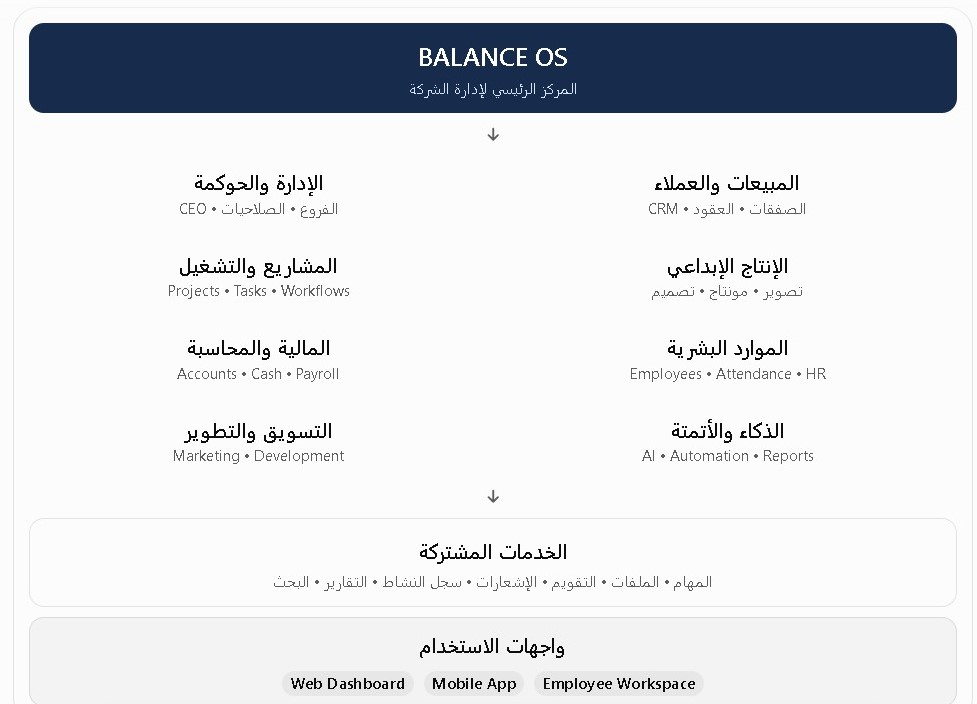 BALANCE OS
المركز الرئيسي لإدارة الشركة
↓
المبيعات والعملاء
CRM • العقود • الصفقات
الإدارة والحوكمة
CEO • الصلاحيات • الفروع
الإنتاج الإبداعي
تصوير • مونتاج • تصميم
المشاريع والتشغيل
Projects • Tasks • Workflows
الموارد البشرية
Employees • Attendance • HR
المالية والمحاسبة
Accounts • Cash • Payroll
الذكاء والأتمتة
AI • Automation • Reports
التسويق والتطوير
Marketing • Development
↓
الخدمات المشتركة
المهام • الملفات • التقويم • الإشعارات • سجل النشاط • التقارير • البحث
واجهات الاستخدام
Web Dashboard Mobile App Employee Workspace